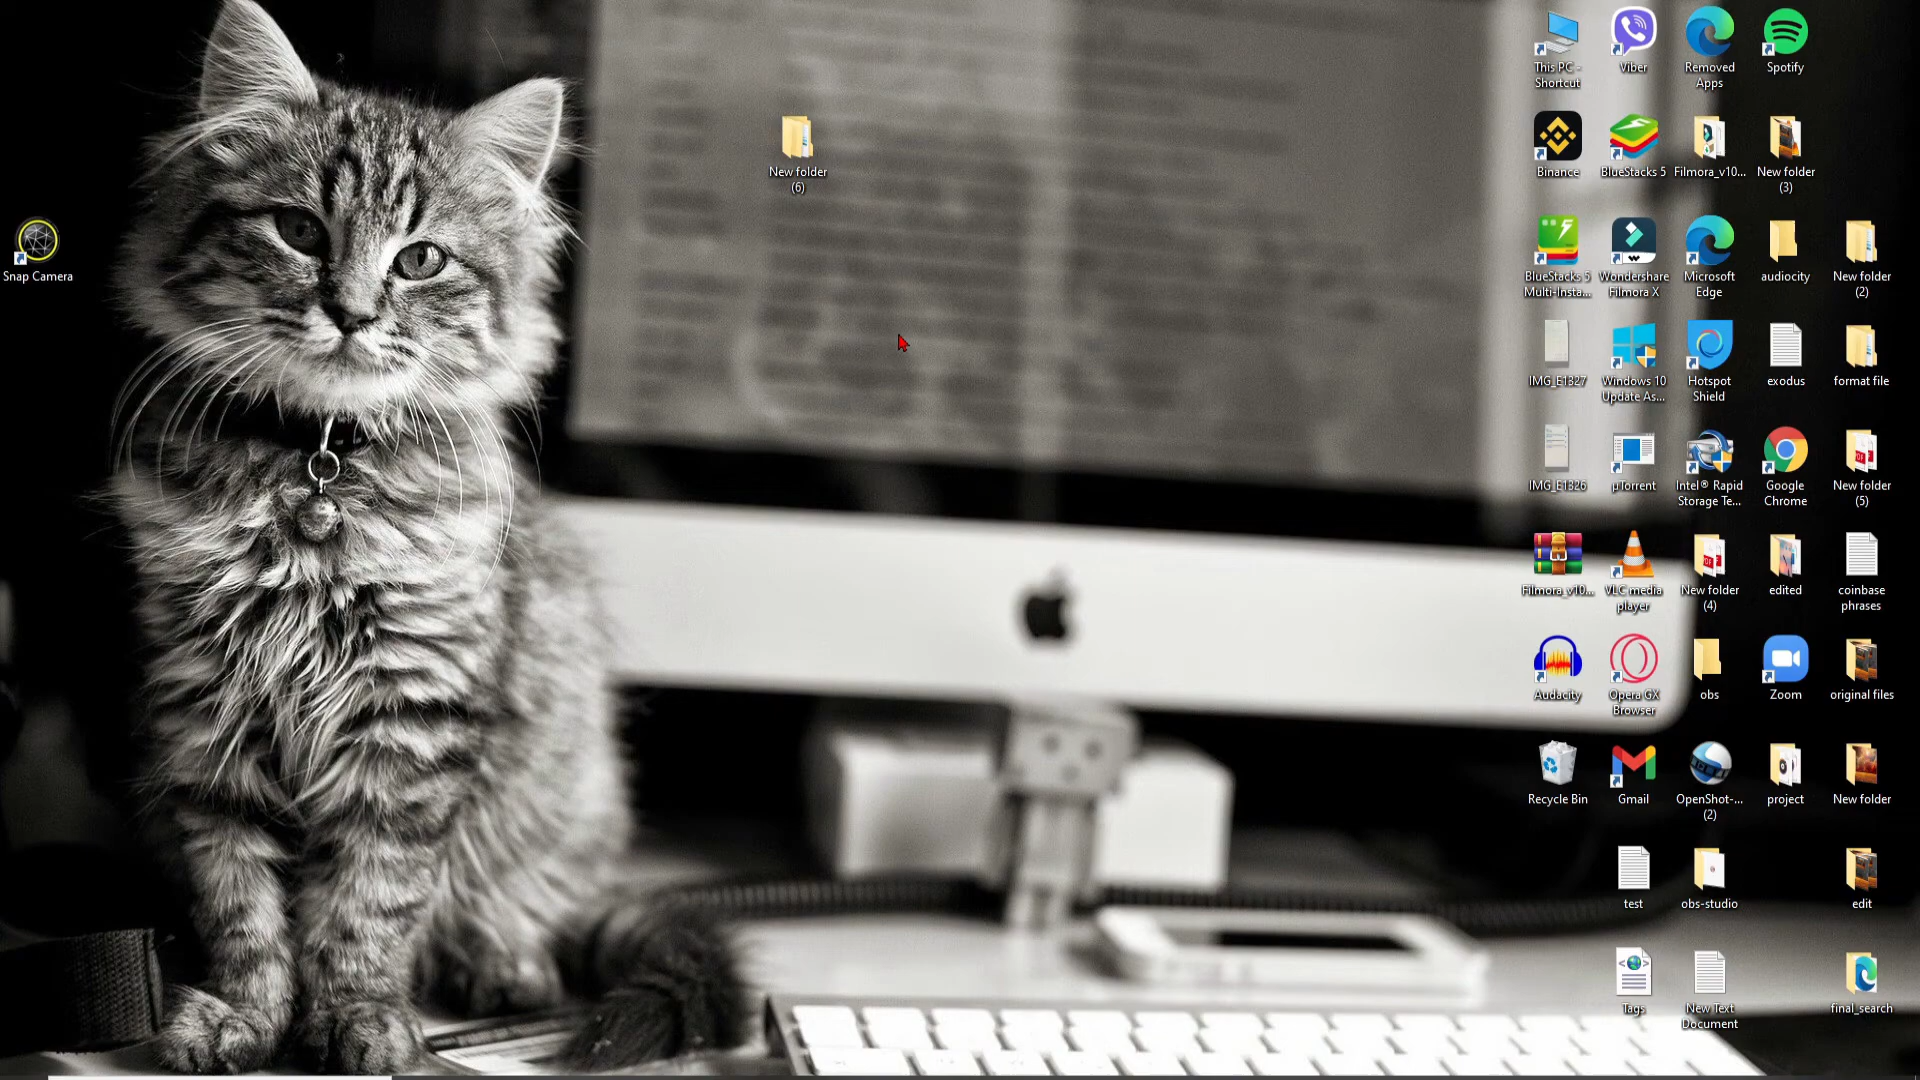 This PC -
Shortcut
Viber
Removed
Apps
Spotify
Binance
BlueStacks 5
Filmora_v10...
New folder
(3)
New folder
(6)
Snap Camera
BlueStacks 5
Multi-Insta...
Wondershare
Filmora X
Microsoft
Edge
audiocity
New folder
(2)
IMG_E1327
Windows 10
Update As...
Hotspot
Shield
exodus
format file
IMG_E1326
µTorrent
Intel® Rapid
Storage Te...
Google
Chrome
New folder
(5)
Filmora_v10...
VLC media
player
New folder
(4)
edited
coinbase
phrases
Audacity
Opera GX
Browser
obs
Zoom
original files
Recycle Bin
Gmail
OpenShot-...
(2)
project
New folder
test
obs-studio
edit
Tags
New Text
Document
final_search